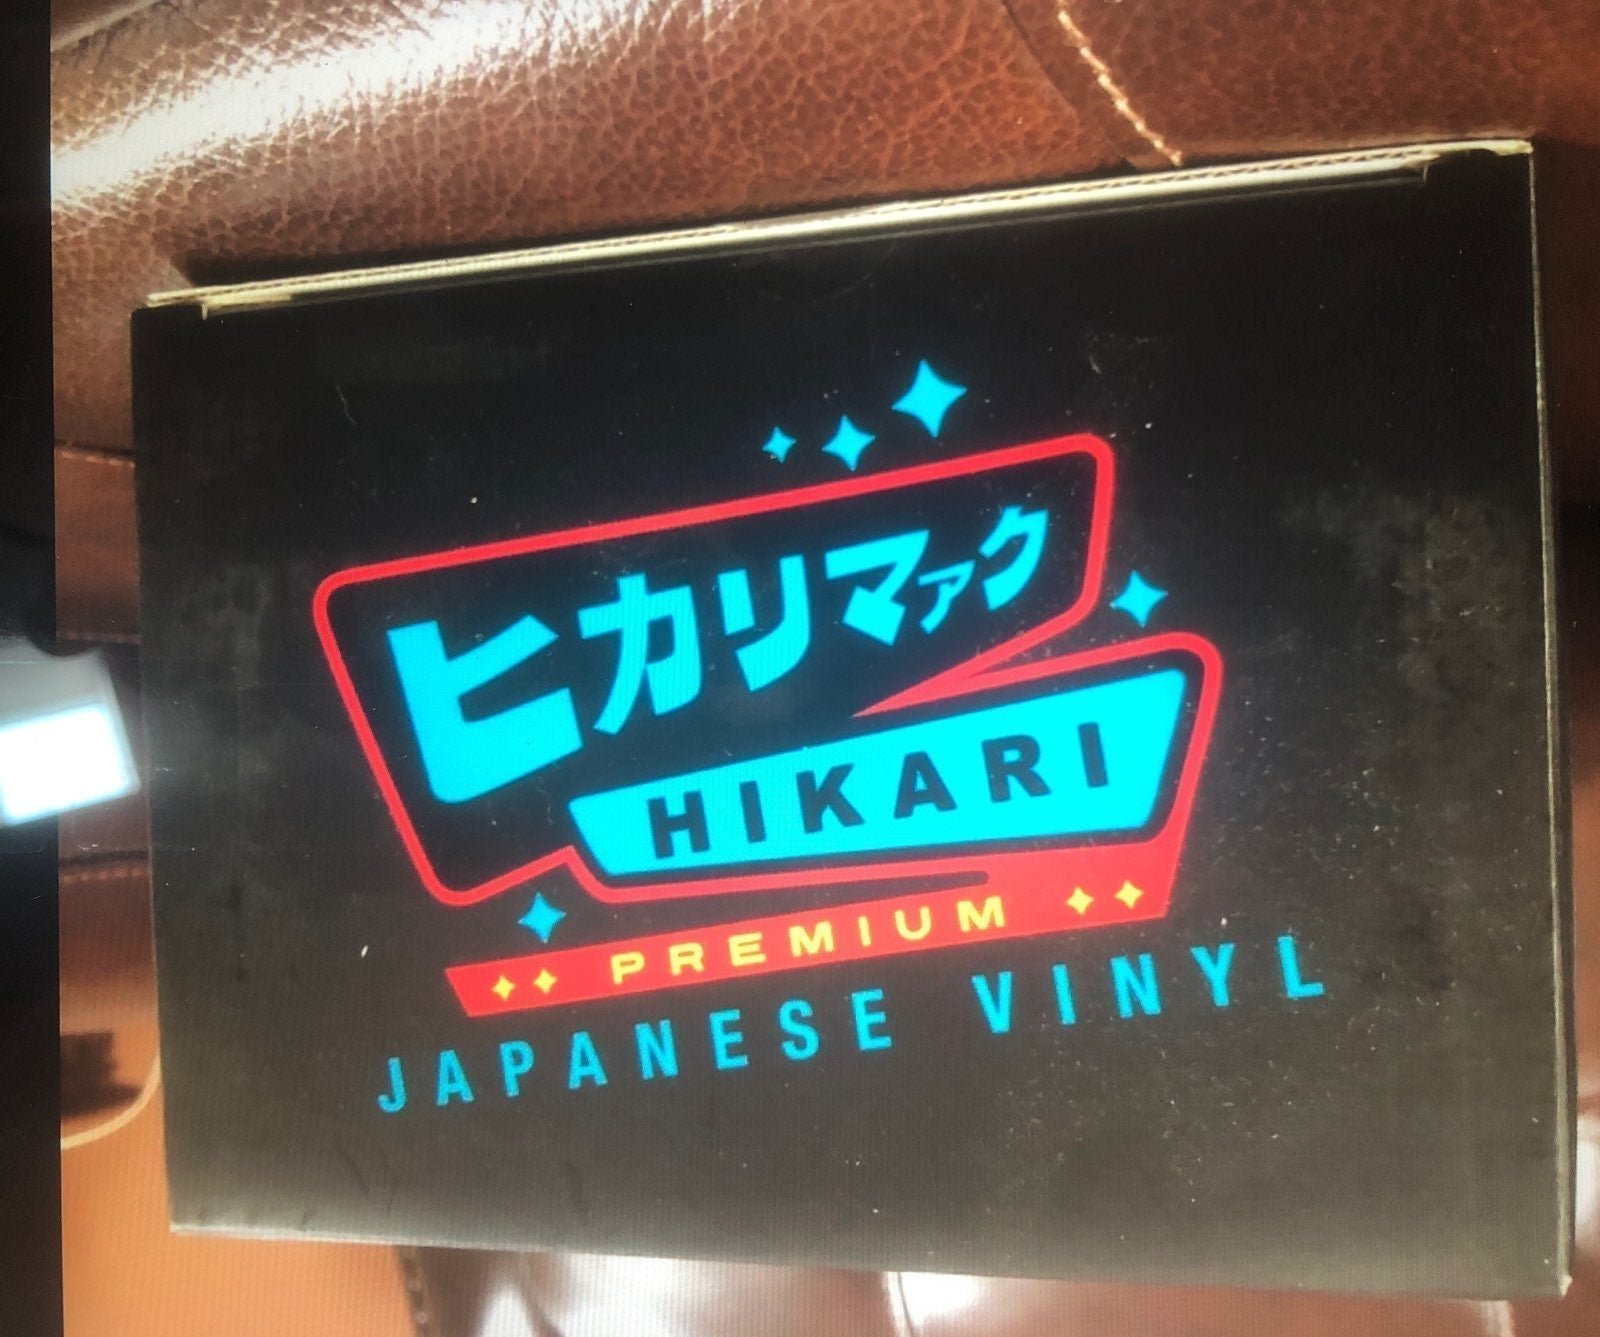 ヒカリマァク
HIKARI
PREMIUM
JAPANESE VINYL